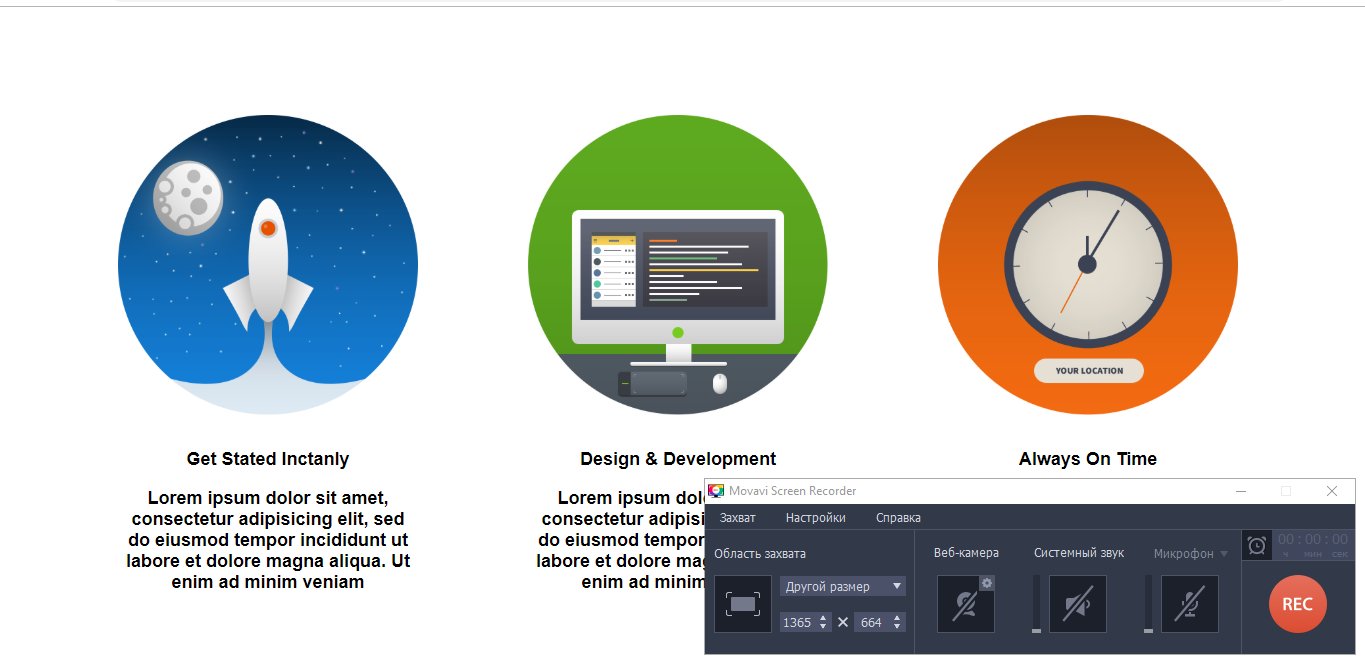 YOUR LOCATION
Get Stated Inctanly
Design & Development
Always On Time
Lorem ipsum dolor sit amet,
consectetur adipisicing elit, sed
do eiusmod tempor incididunt ut
labore et dolore magna aliqua. Ut
enim ad minim veniam
Lorem ipsum dol
consectetur adipisi
do eiusmod tempor
labore et dolore mag
enim ad minim
Movavi Screen Recorder
Захват Настройки Справка
Область захвата
Другой размер
1365 × 664
Веб-камера
Системный звук
Микрофон
00:00:00
ч мин сек
REC